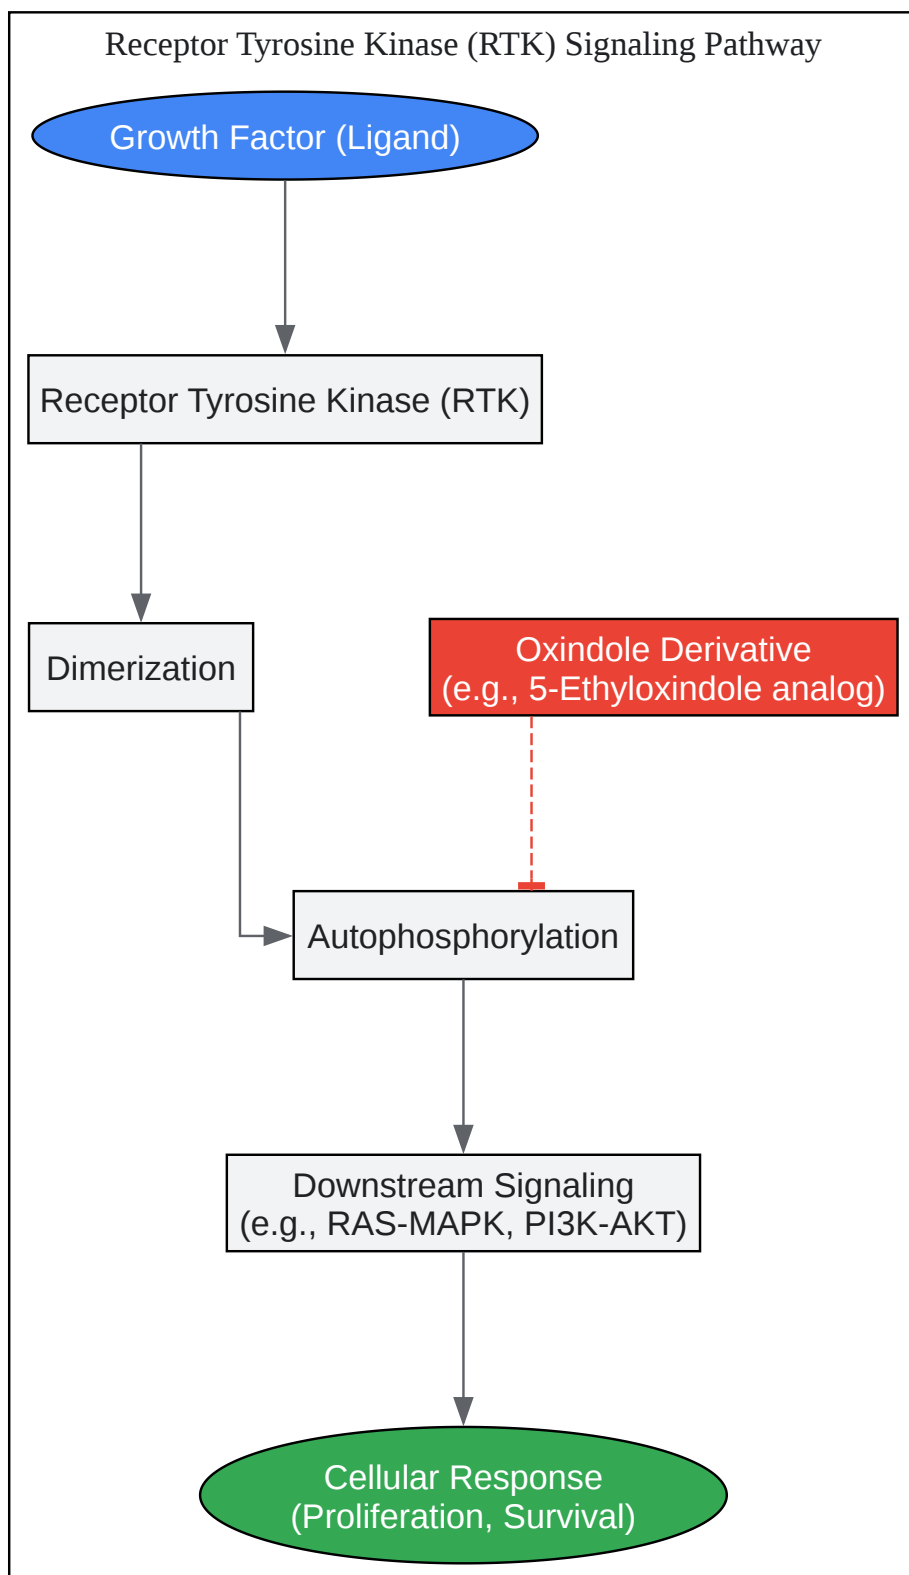 Receptor Tyrosine Kinase (RTK) Signaling Pathway
Growth Factor (Ligand)
Receptor Tyrosine Kinase (RTK)
Dimerization
Oxindole Derivative
(e.g., 5-Ethyloxindole analog)
Autophosphorylation
Downstream Signaling
(e.g., RAS-MAPK, PI3K-AKT)
Cellular Response
(Proliferation, Survival)